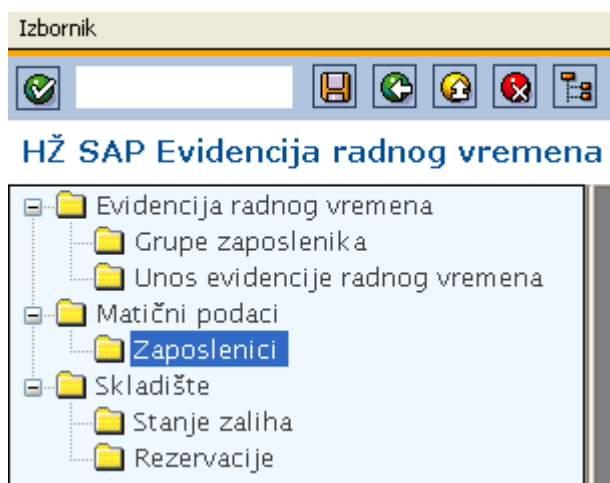 Izbornik
HŽ SAP Evidencija radnog vremena
Evidencija radnog vremena
Grupe zaposlenika
Unos evidencije radnog vremena
Matični podaci
Zaposlenici
Skladište
Stanje zaliha
Rezervacije